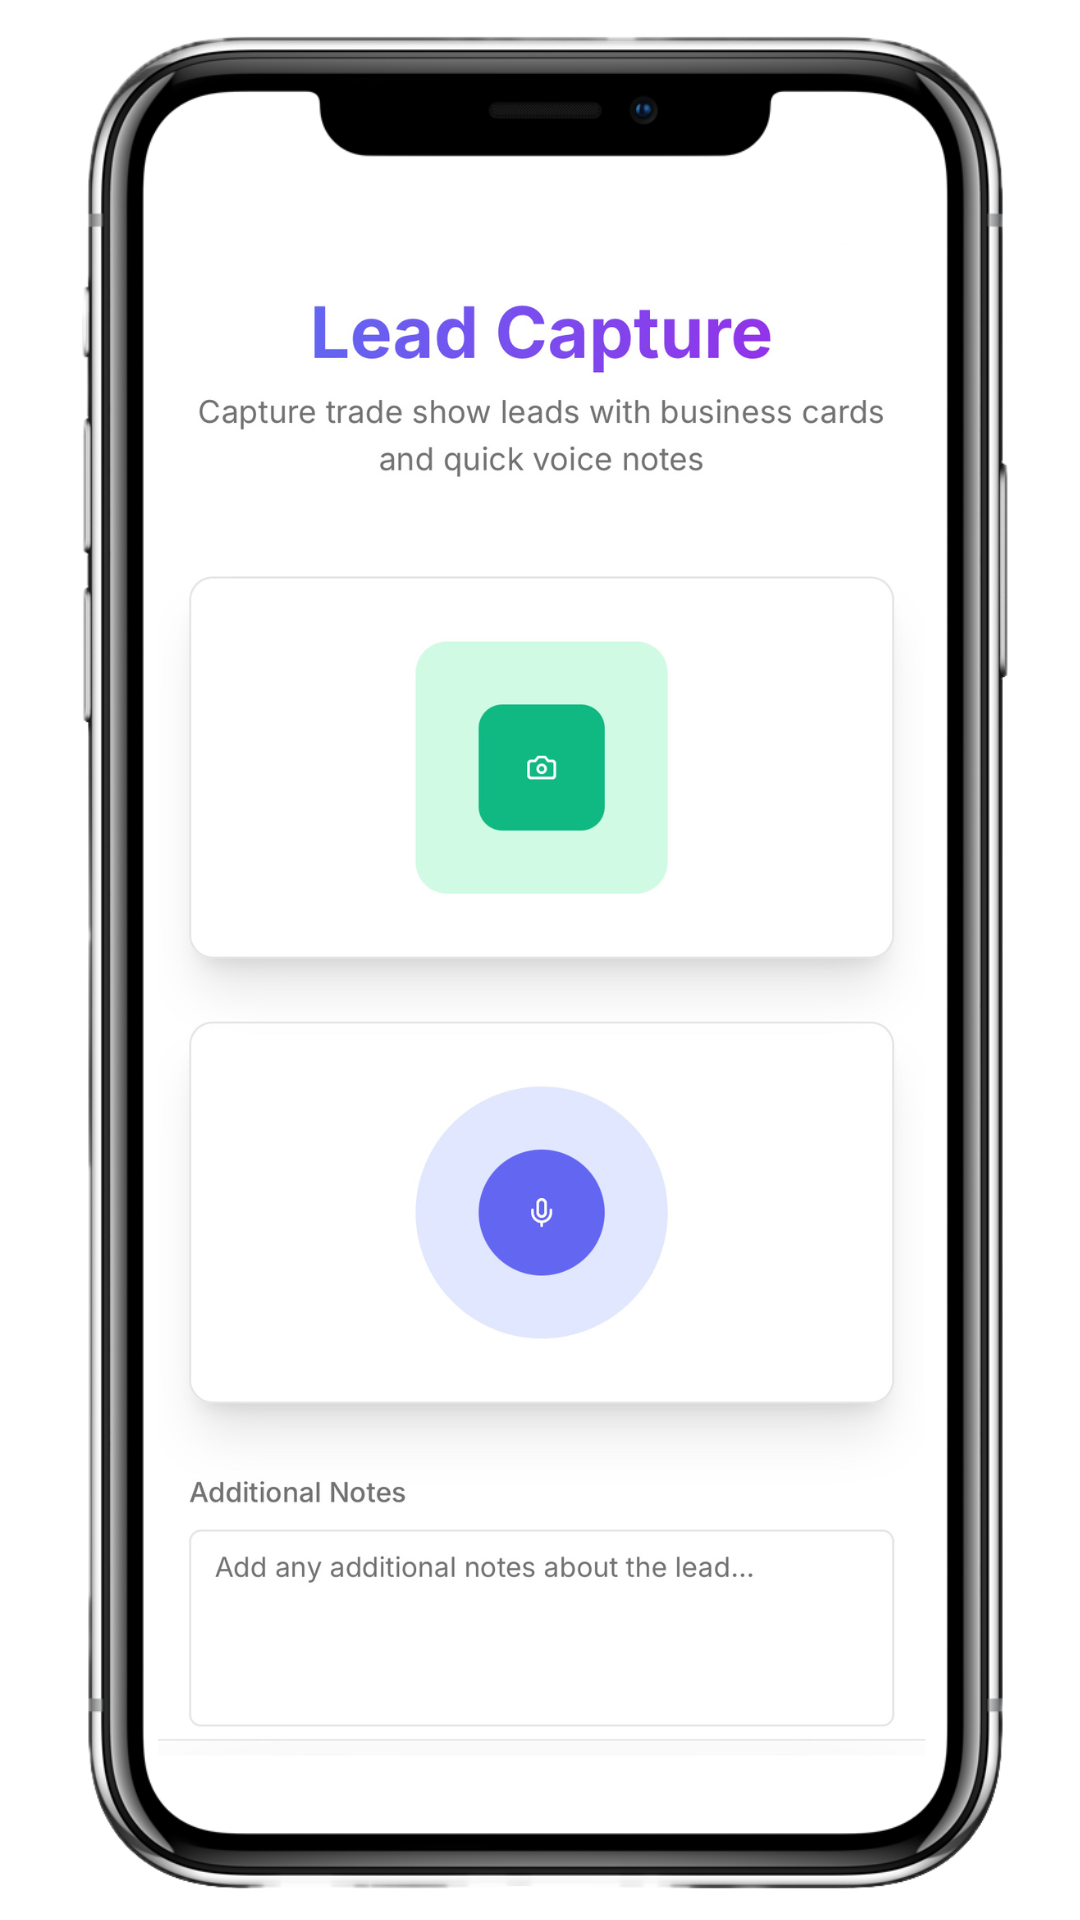 Lead Capture
Capture trade show leads with business cards
and quick voice notes
Additional Notes
Add any additional notes about the lead...